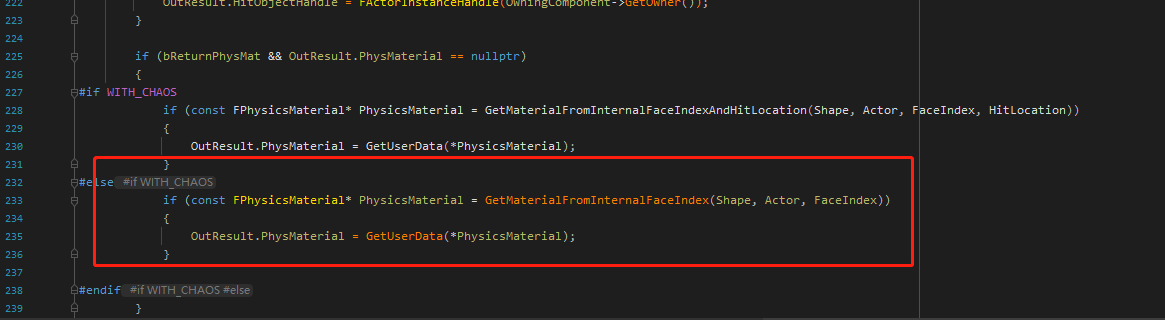 222 OutResult.HitObjectHandle = FActorInstanceHandle(OwningComponent->GetOwner());
223 }
224
225 if (bReturnPhysMat && OutResult.PhysMaterial == nullptr)
226 {
227 #if WITH_CHAOS
228 if (const FPhysicsMaterial* PhysicsMaterial = GetMaterialFromInternalFaceIndexAndHitLocation(Shape, Actor, FaceIndex, HitLocation))
229 {
230 OutResult.PhysMaterial = GetUserData(*PhysicsMaterial);
231 }
232 #else #if WITH_CHAOS
233 if (const FPhysicsMaterial* PhysicsMaterial = GetMaterialFromInternalFaceIndex(Shape, Actor, FaceIndex))
234 {
235 OutResult.PhysMaterial = GetUserData(*PhysicsMaterial);
236 }
237
238 #endif #if WITH_CHAOS #else
239 }